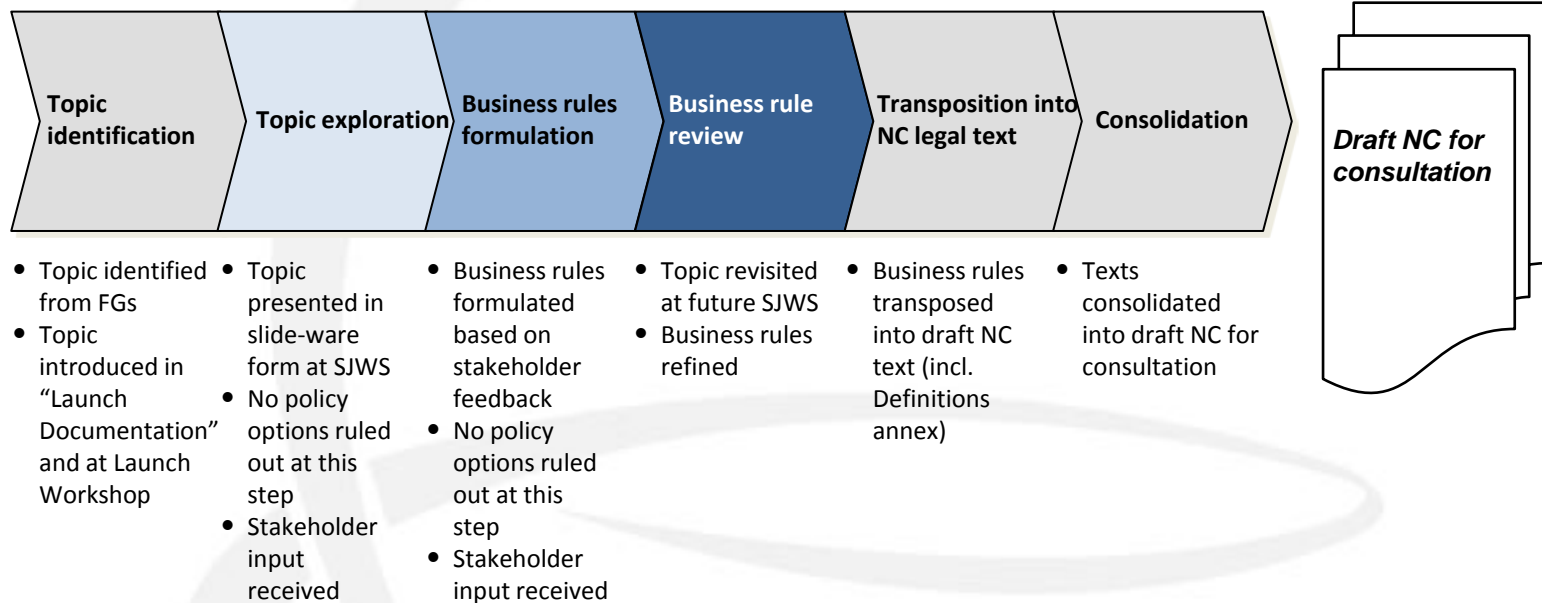 Topic
identification
Topic exploration
Business rules
formulation
Business rule
review
Transposition into
NC legal text
Consolidation
Draft NC for
consultation
• Topic identified
from FGs
• Topic
introduced in
“Launch
Documentation”
and at Launch
Workshop
• Topic
presented in
slide-ware
form at SJWS
• No policy
options ruled
out at this
step
• Stakeholder
input
received
• Business rules
formulated
based on
stakeholder
feedback
• No policy
options ruled
out at this
step
• Stakeholder
input received
• Topic revisited
at future SJWS
• Business rules
refined
• Business rules
transposed
into draft NC
text (incl.
Definitions
annex)
• Texts
consolidated
into draft NC for
consultation